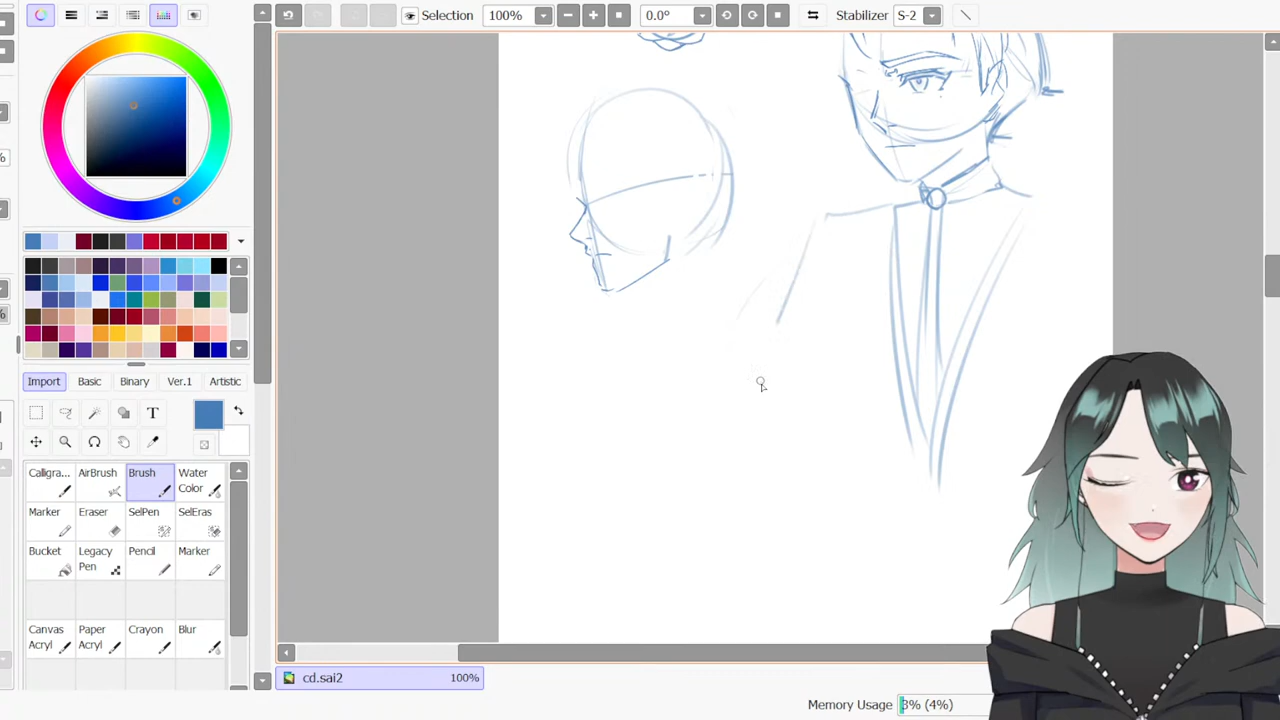 Selection 100% 0.0° Stabilizer S-2
%
%
Import Basic Binary Ver.1 Artistic
T
Calligra... AirBrush Brush Water Color
Marker Eraser SelPen SelEras
Bucket Legacy Pen Pencil Marker
Canvas Acryl Paper Acryl Crayon Blur
cd.sai2 100%
Memory Usage 3% (4%)